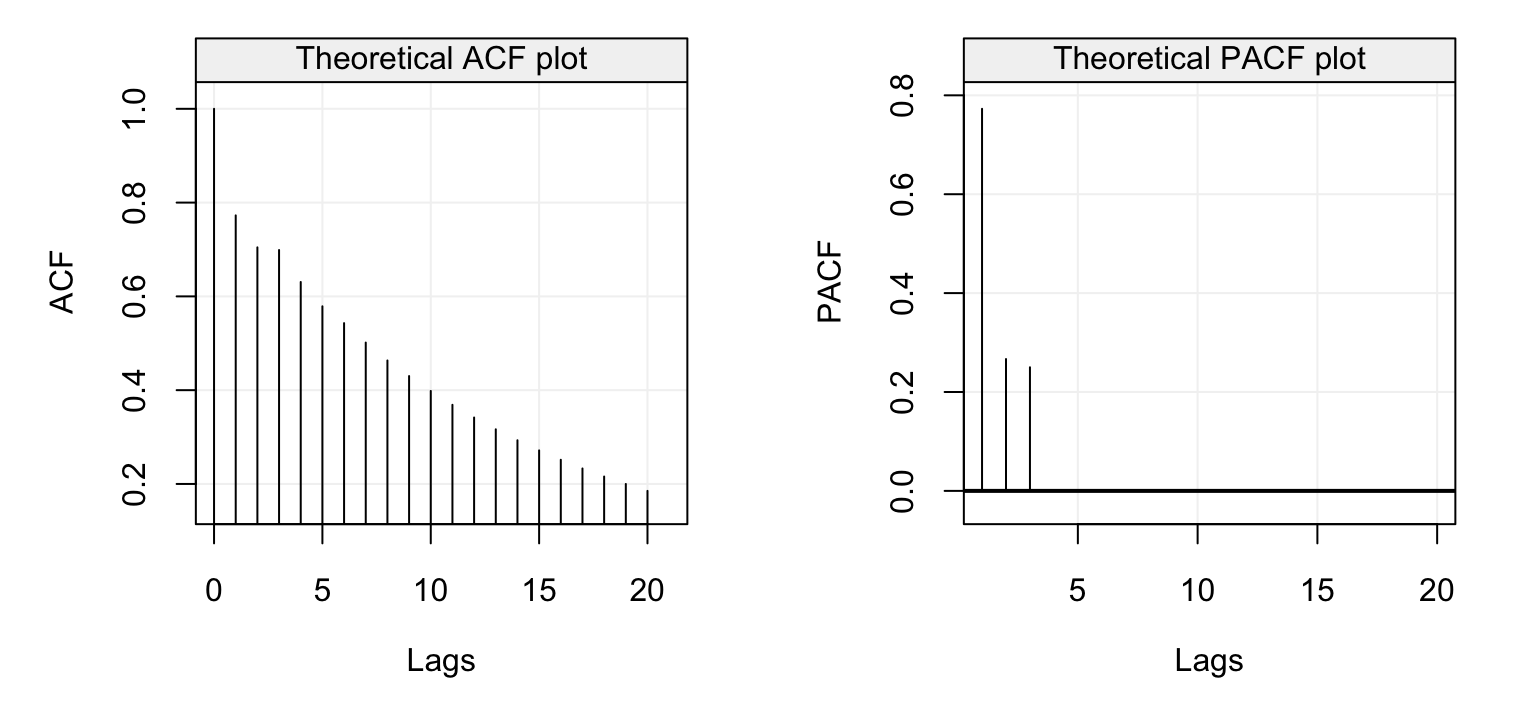 Theoretical ACF plot
ACF
1.0
0.8
0.6
0.4
0.2
0 5 10 15 20
Lags
Theoretical PACF plot
PACF
0.8
0.6
0.4
0.2
0.0
5 10 15 20
Lags